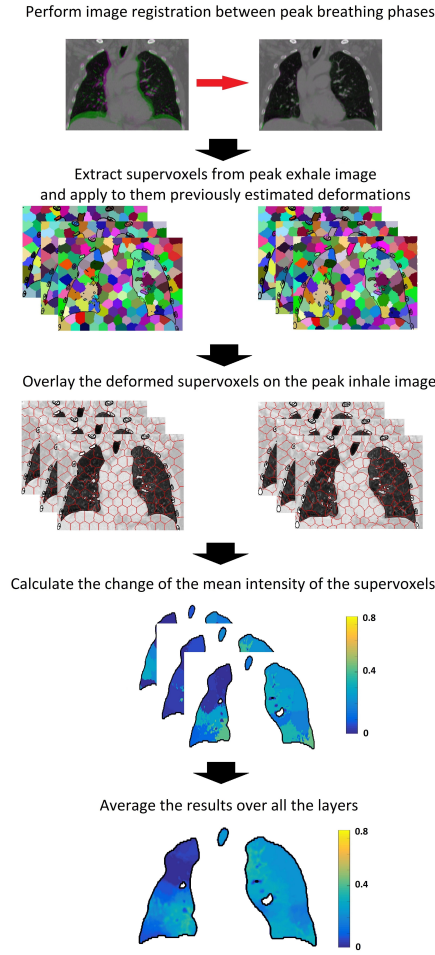 Perform image registration between peak breathing phases
Extract supervoxels from peak exhale image
and apply to them previously estimated deformations
Overlay the deformed supervoxels on the peak inhale image
Calculate the change of the mean intensity of the supervoxels
0.8
0.4
0
Average the results over all the layers
0.8
0.4
0